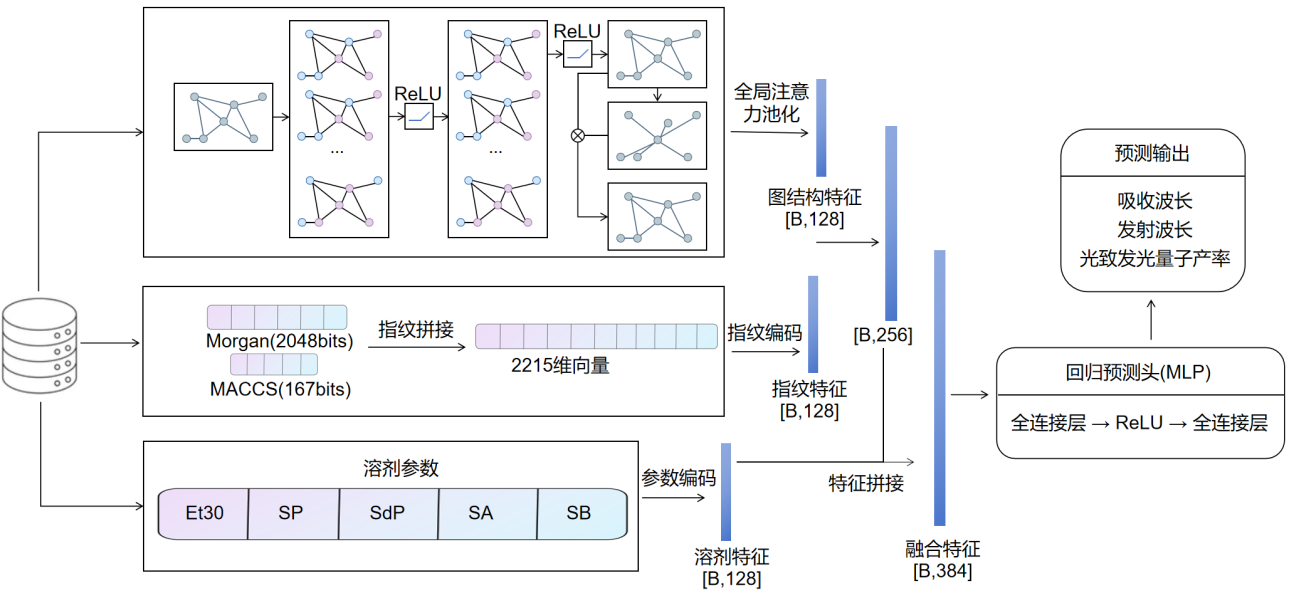 ReLU
ReLU
...
...
全局注意
力池化
图结构特征
[B,128]
Morgan(2048bits)
MACCS(167bits)
指纹拼接
2215维向量
指纹编码
指纹特征
[B,128]
[B,256]
溶剂参数
Et30 SP SdP SA SB
参数编码
溶剂特征
[B,128]
特征拼接
融合特征
[B,384]
回归预测头(MLP)
全连接层 → ReLU → 全连接层
预测输出
吸收波长
发射波长
光致发光量子产率